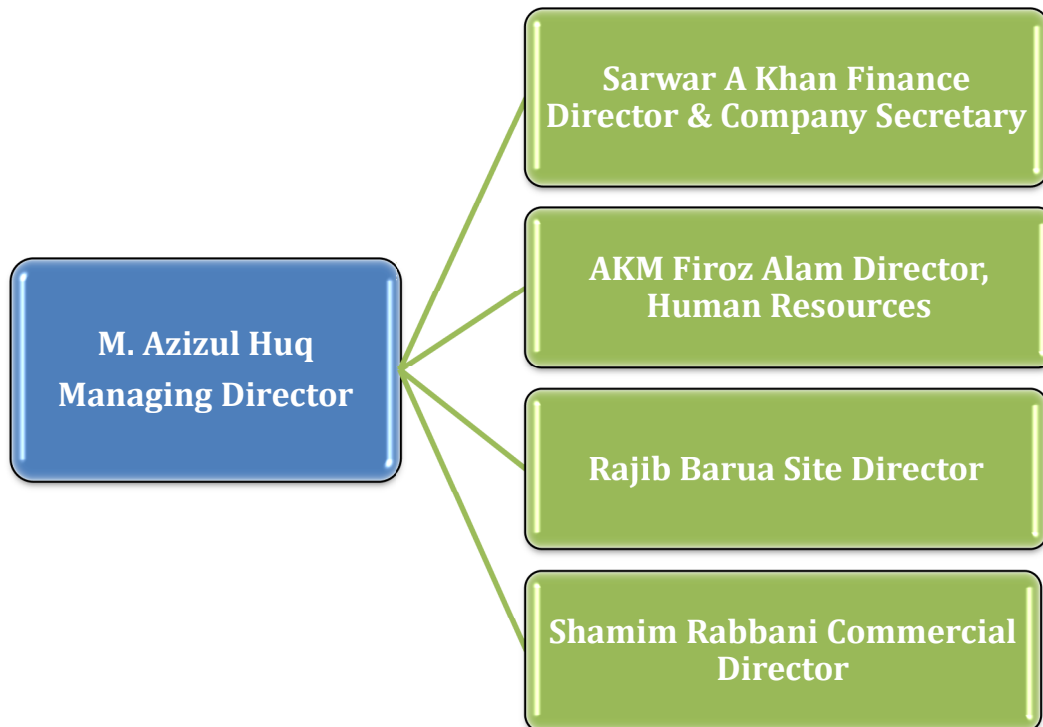 Sarwar A Khan Finance
Director & Company Secretary
AKM Firoz Alam Director,
Human Resources
M. Azizul Huq
Managing Director
Rajib Barua Site Director
Shamim Rabbani Commercial
Director